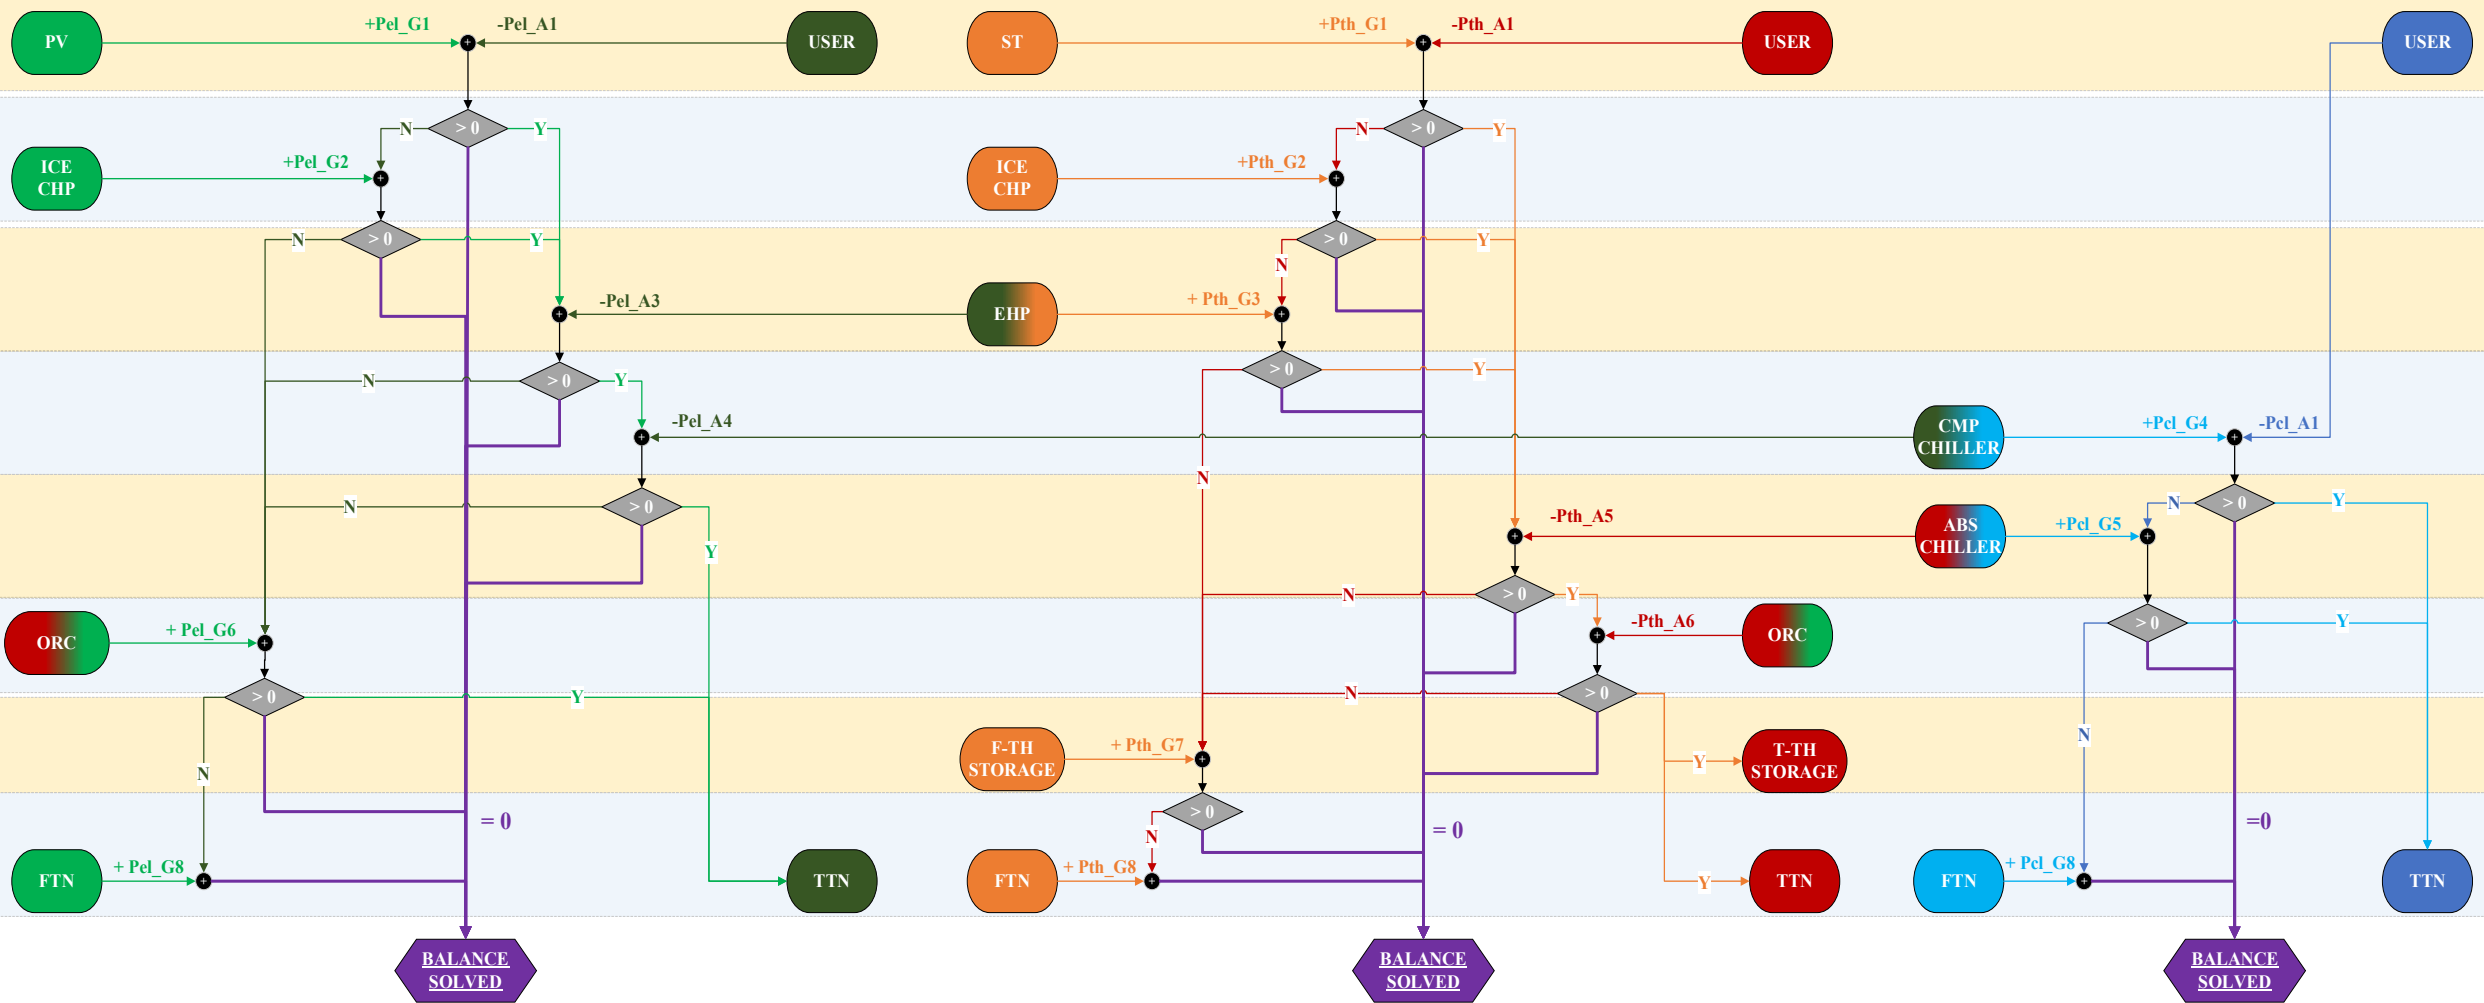 PV
+Pel_G1
-Pel_A1
USER
ST
+Pth_G1
-Pth_A1
USER
USER
N
> 0
Y
N
> 0
Y
ICE
CHP
+Pel_G2
ICE
CHP
+Pth_G2
N
> 0
Y
N
> 0
Y
-Pel_A3
EHP
+ Pth_G3
N
> 0
Y
> 0
Y
-Pel_A4
CMP
CHILLER
+Pcl_G4
-Pcl_A1
N
N
> 0
Y
N
> 0
Y
-Pth_A5
ABS
CHILLER
+Pcl_G5
N
> 0
Y
ORC
+ Pel_G6
-Pth_A6
ORC
> 0
Y
> 0
Y
N
> 0
N
N
F-TH
STORAGE
+ Pth_G7
Y
T-TH
STORAGE
> 0
N
= 0
= 0
=0
FTN
+ Pel_G8
TTN
FTN
+ Pth_G8
Y
TTN
FTN
+ Pcl_G8
TTN
BALANCE
SOLVED
BALANCE
SOLVED
BALANCE
SOLVED